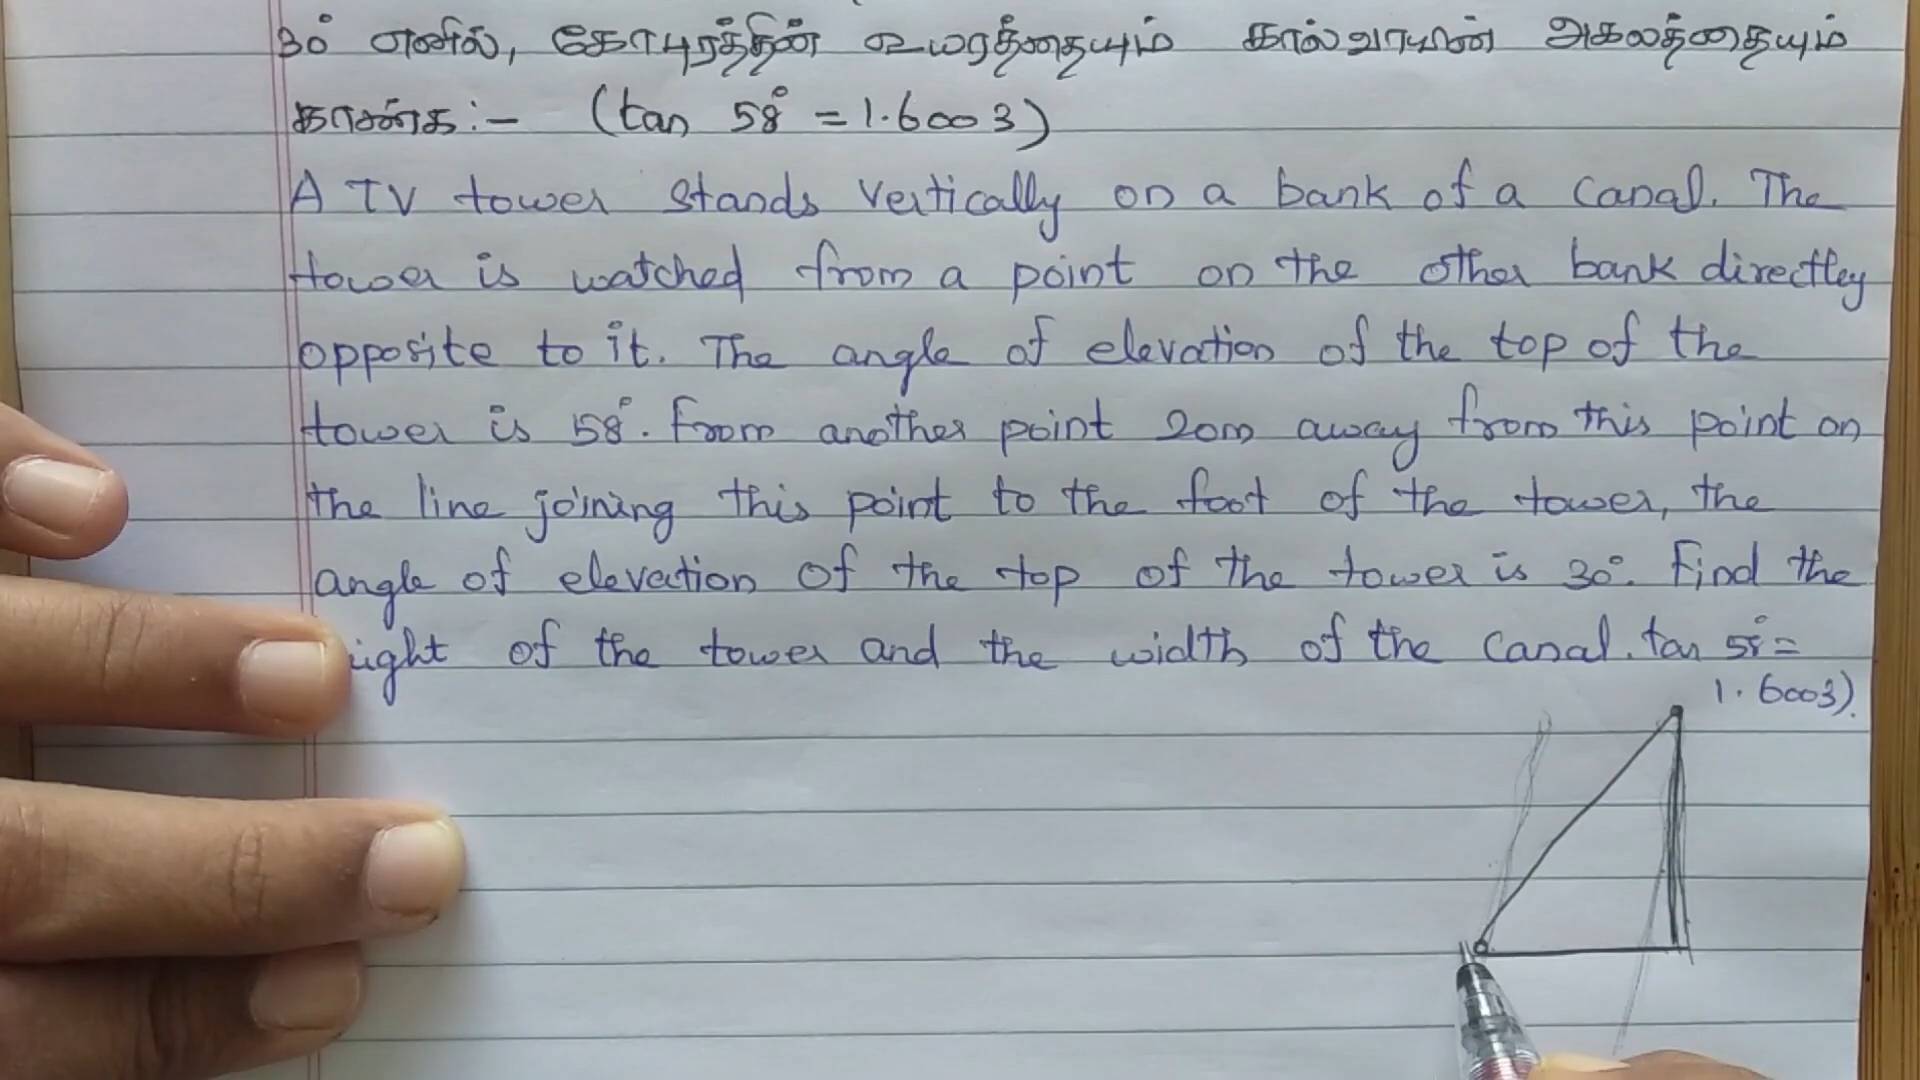 30° எனில், கோபுரத்தின் உயரத்தையும் கால்வாயின் அகலத்தையும்
காண்க:- (tan 58° = 1.6003)
A TV tower stands vertically on a bank of a canal. The
tower is watched from a point on the other bank directley
opposite to it. The angle of elevation of the top of the
tower is 58°. From another point 20m away from this point on
the line joining this point to the foot of the tower, the
angle of elevation of the top of the tower is 30°. Find the
ight of the tower and the width of the canal. tan 58°=
1.6003).